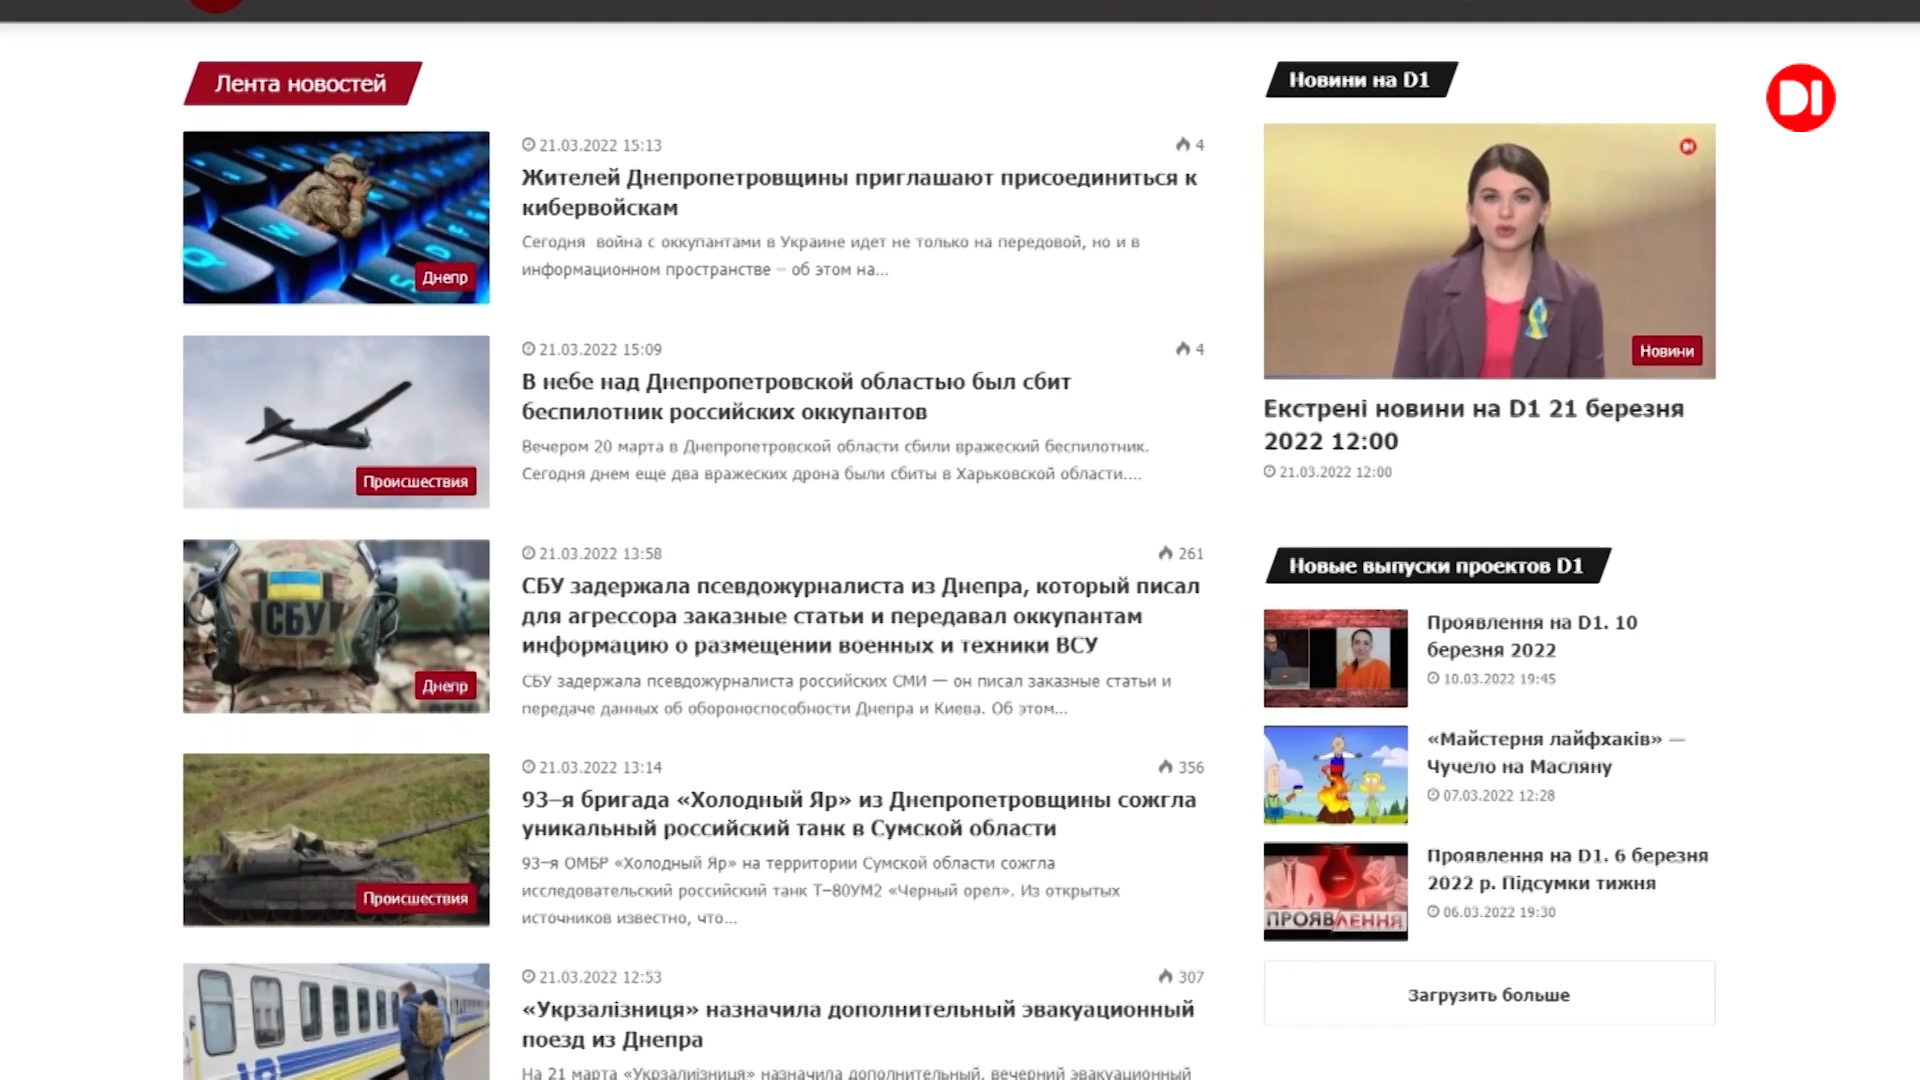 Лента новостей
Днепр
21.03.2022 15:13
4
Жителей Днепропетровщины приглашают присоединиться к
кибервойскам
Сегодня война с оккупантами в Украине идет не только на передовой, но и в
информационном пространстве – об этом на...
Происшествия
21.03.2022 15:09
4
В небе над Днепропетровской областью был сбит
беспилотник российских оккупантов
Вечером 20 марта в Днепропетровской области сбили вражеский беспилотник.
Сегодня днем еще два вражеских дрона были сбиты в Харьковской области....
СБУ
Днепр
21.03.2022 13:58
261
СБУ задержала псевдожурналиста из Днепра, который писал
для агрессора заказные статьи и передавал оккупантам
информацию о размещении военных и техники ВСУ
СБУ задержала псевдожурналиста российских СМИ — он писал заказные статьи и
передаче данных об обороноспособности Днепра и Киева. Об этом...
Происшествия
21.03.2022 13:14
356
93–я бригада «Холодный Яр» из Днепропетровщины сожгла
уникальный российский танк в Сумской области
93–я ОМБР «Холодный Яр» на территории Сумской области сожгла
исследовательский российский танк Т–80УМ2 «Черный орел». Из открытых
источников известно, что...
21.03.2022 12:53
307
«Укрзалізниця» назначила дополнительный эвакуационный
поезд из Днепра
На 21 марта «Укрзалізниця» назначила дополнительный, вечерний эвакуационный
Новини на D1
DI
Новини
Екстрені новини на D1 21 березня
2022 12:00
21.03.2022 12:00
Новые выпуски проектов D1
Проявлення на D1. 10
березня 2022
10.03.2022 19:45
«Майстерня лайфхаків» —
Чучело на Масляну
07.03.2022 12:28
ПРОЯВЛЕННЯ
Проявлення на D1. 6 березня
2022 р. Підсумки тижня
06.03.2022 19:30
Загрузить больше